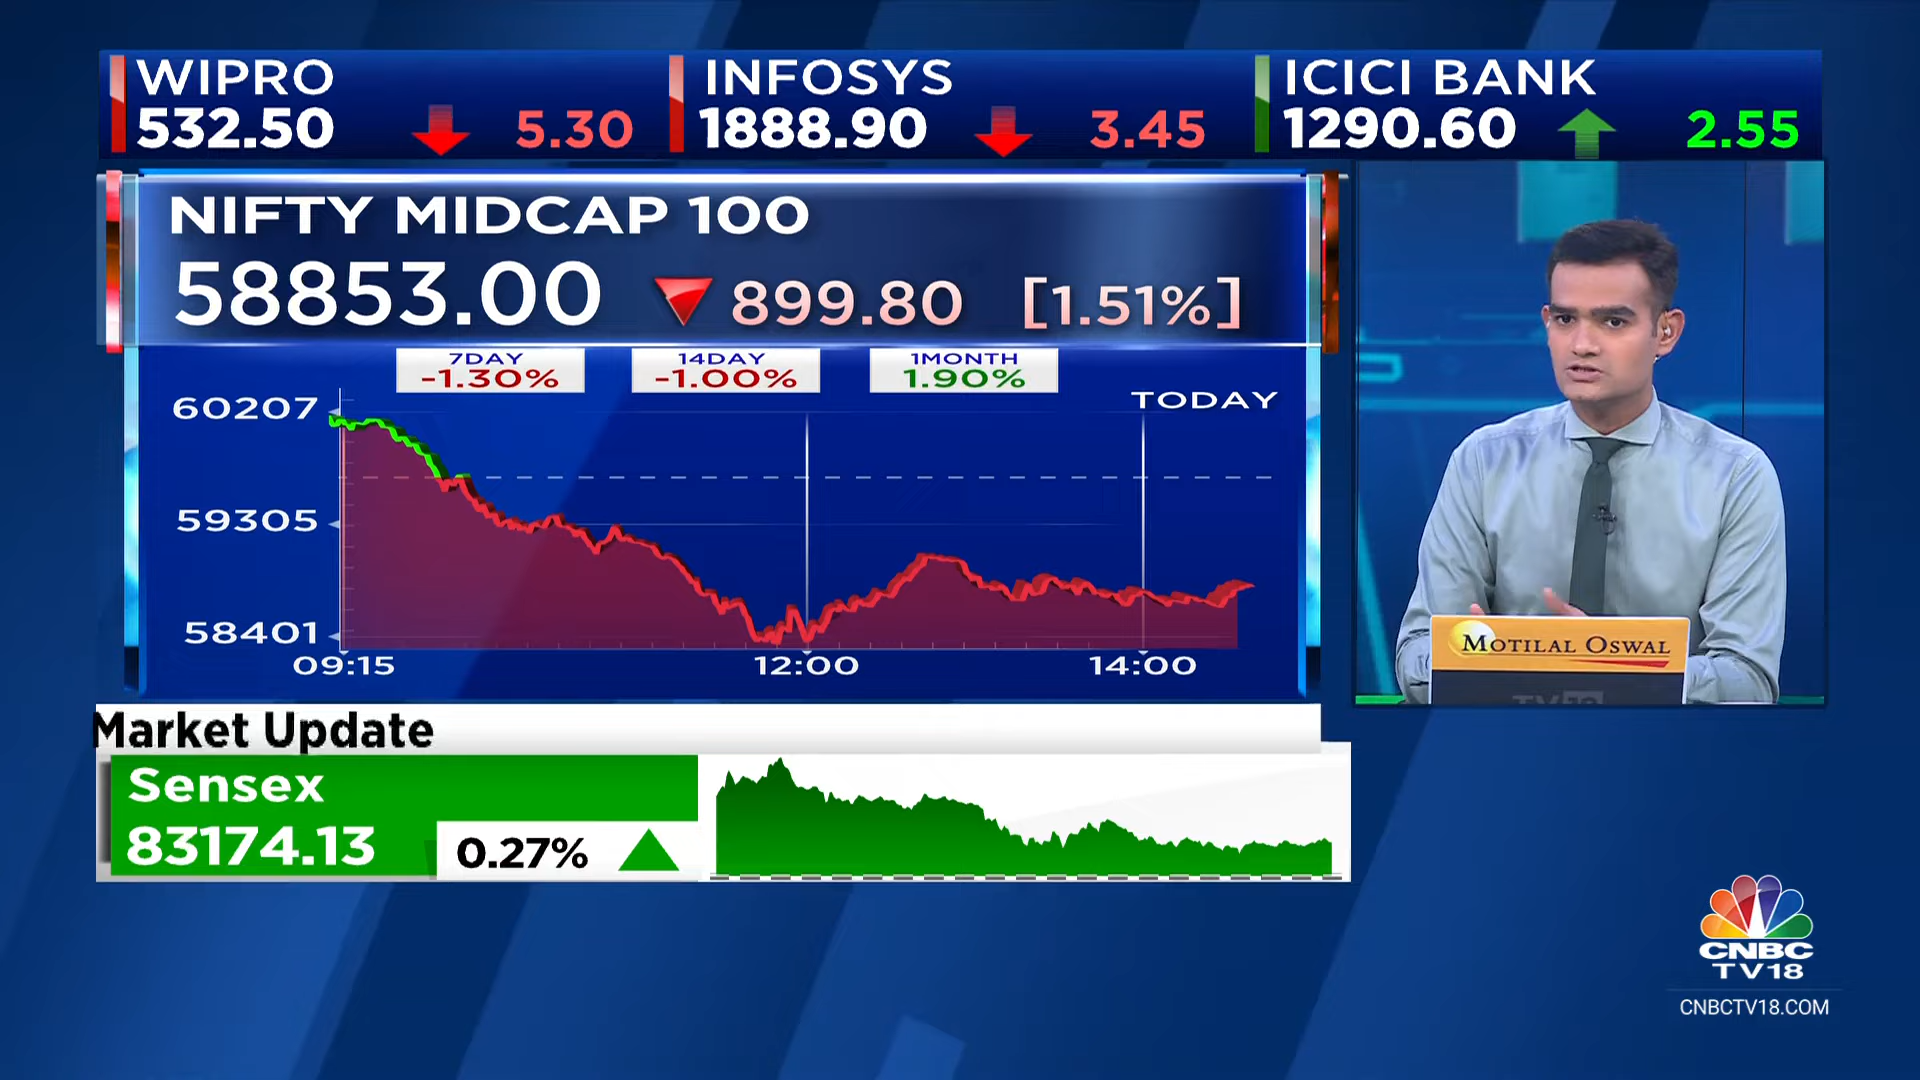 WIPRO
532.50 5.30
INFOSYS
1888.90 3.45
ICICI BANK
1290.60 2.55
NIFTY MIDCAP 100
58853.00 899.80 [1.51%]
7DAY
-1.30%
14DAY
-1.00%
1MONTH
1.90%
TODAY
60207
59305
58401
09:15 12:00 14:00
MOTILAL OSWAL
TV18
Market Update
Sensex
83174.13 0.27%
CNBC
TV18
CNBCTV18.COM